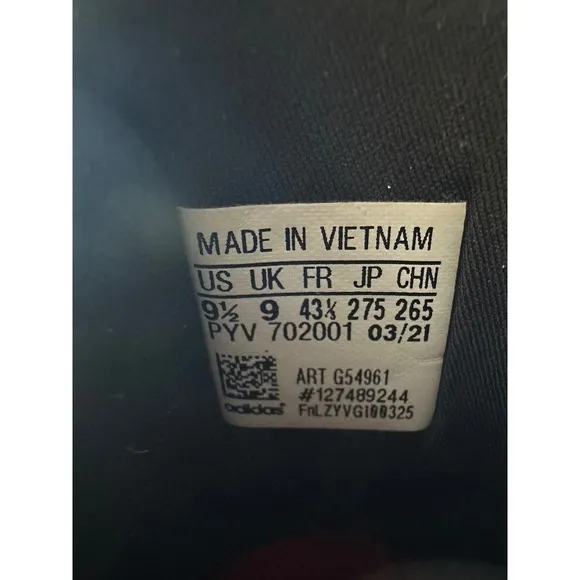 MADE IN VIETNAM
US UK FR JP CHN
9½ 9 43⅓ 275 265
PYV 702001 03/21
ART G54961
#127489244
adidas FnLZYVGI00325